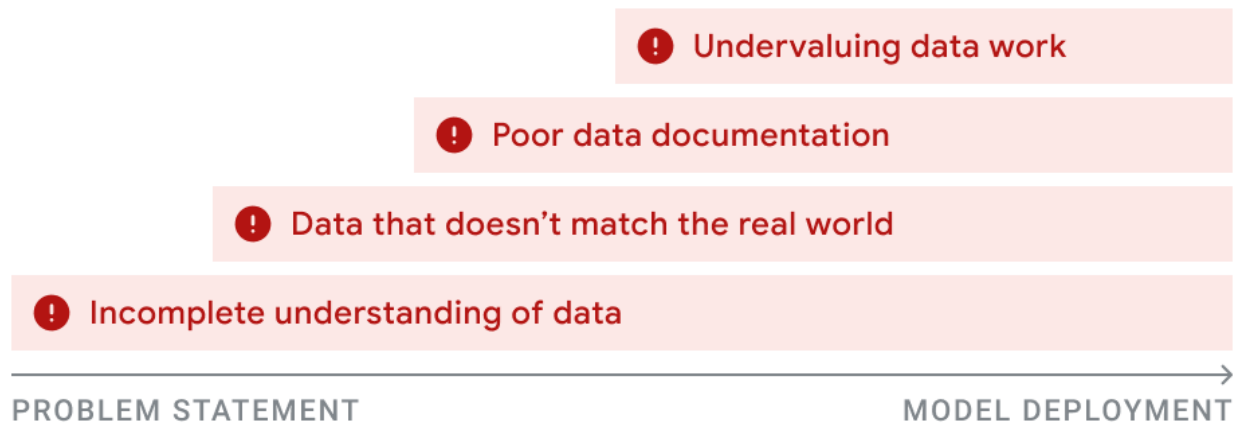 Undervaluing data work
Poor data documentation
Data that doesn’t match the real world
Incomplete understanding of data
PROBLEM STATEMENT
MODEL DEPLOYMENT